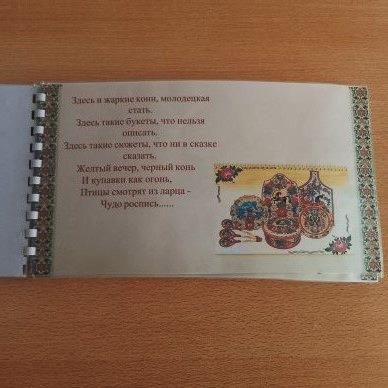 Здесь и жаркие кони, молодецкая
стать.
Здесь такие букеты, что нельзя
описать.
Здесь такие сюжеты, что ни в сказке
сказать.
Желтый вечер, черный конь
И купавки как огонь,
Птицы смотрят из ларца -
Чудо роспись......